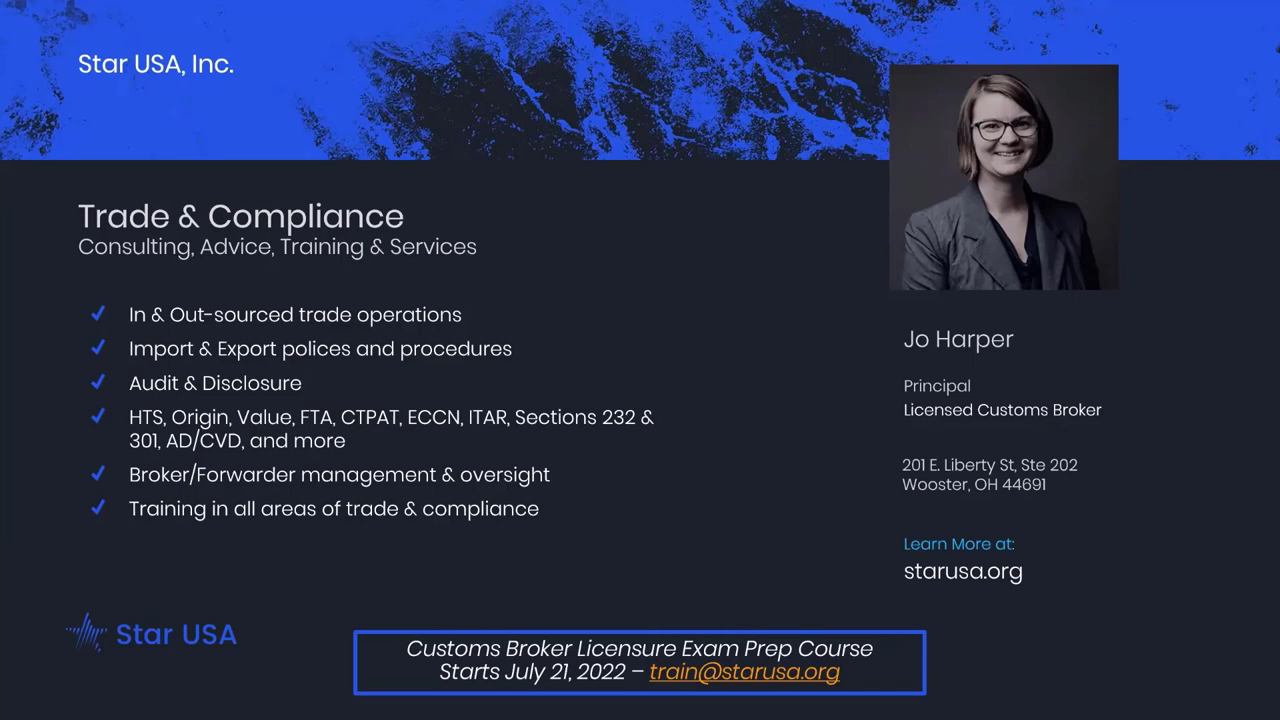 Star USA, Inc.
Trade & Compliance
Consulting, Advice, Training & Services
In & Out-sourced trade operations
Import & Export polices and procedures
Audit & Disclosure
HTS, Origin, Value, FTA, CTPAT, ECCN, ITAR, Sections 232 &
301, AD/CVD, and more
Broker/Forwarder management & oversight
Training in all areas of trade & compliance
Jo Harper
Principal
Licensed Customs Broker
201 E. Liberty St, Ste 202
Wooster, OH 44691
Learn More at:
starusa.org
Star USA
Customs Broker Licensure Exam Prep Course
Starts July 21, 2022 – train@starusa.org